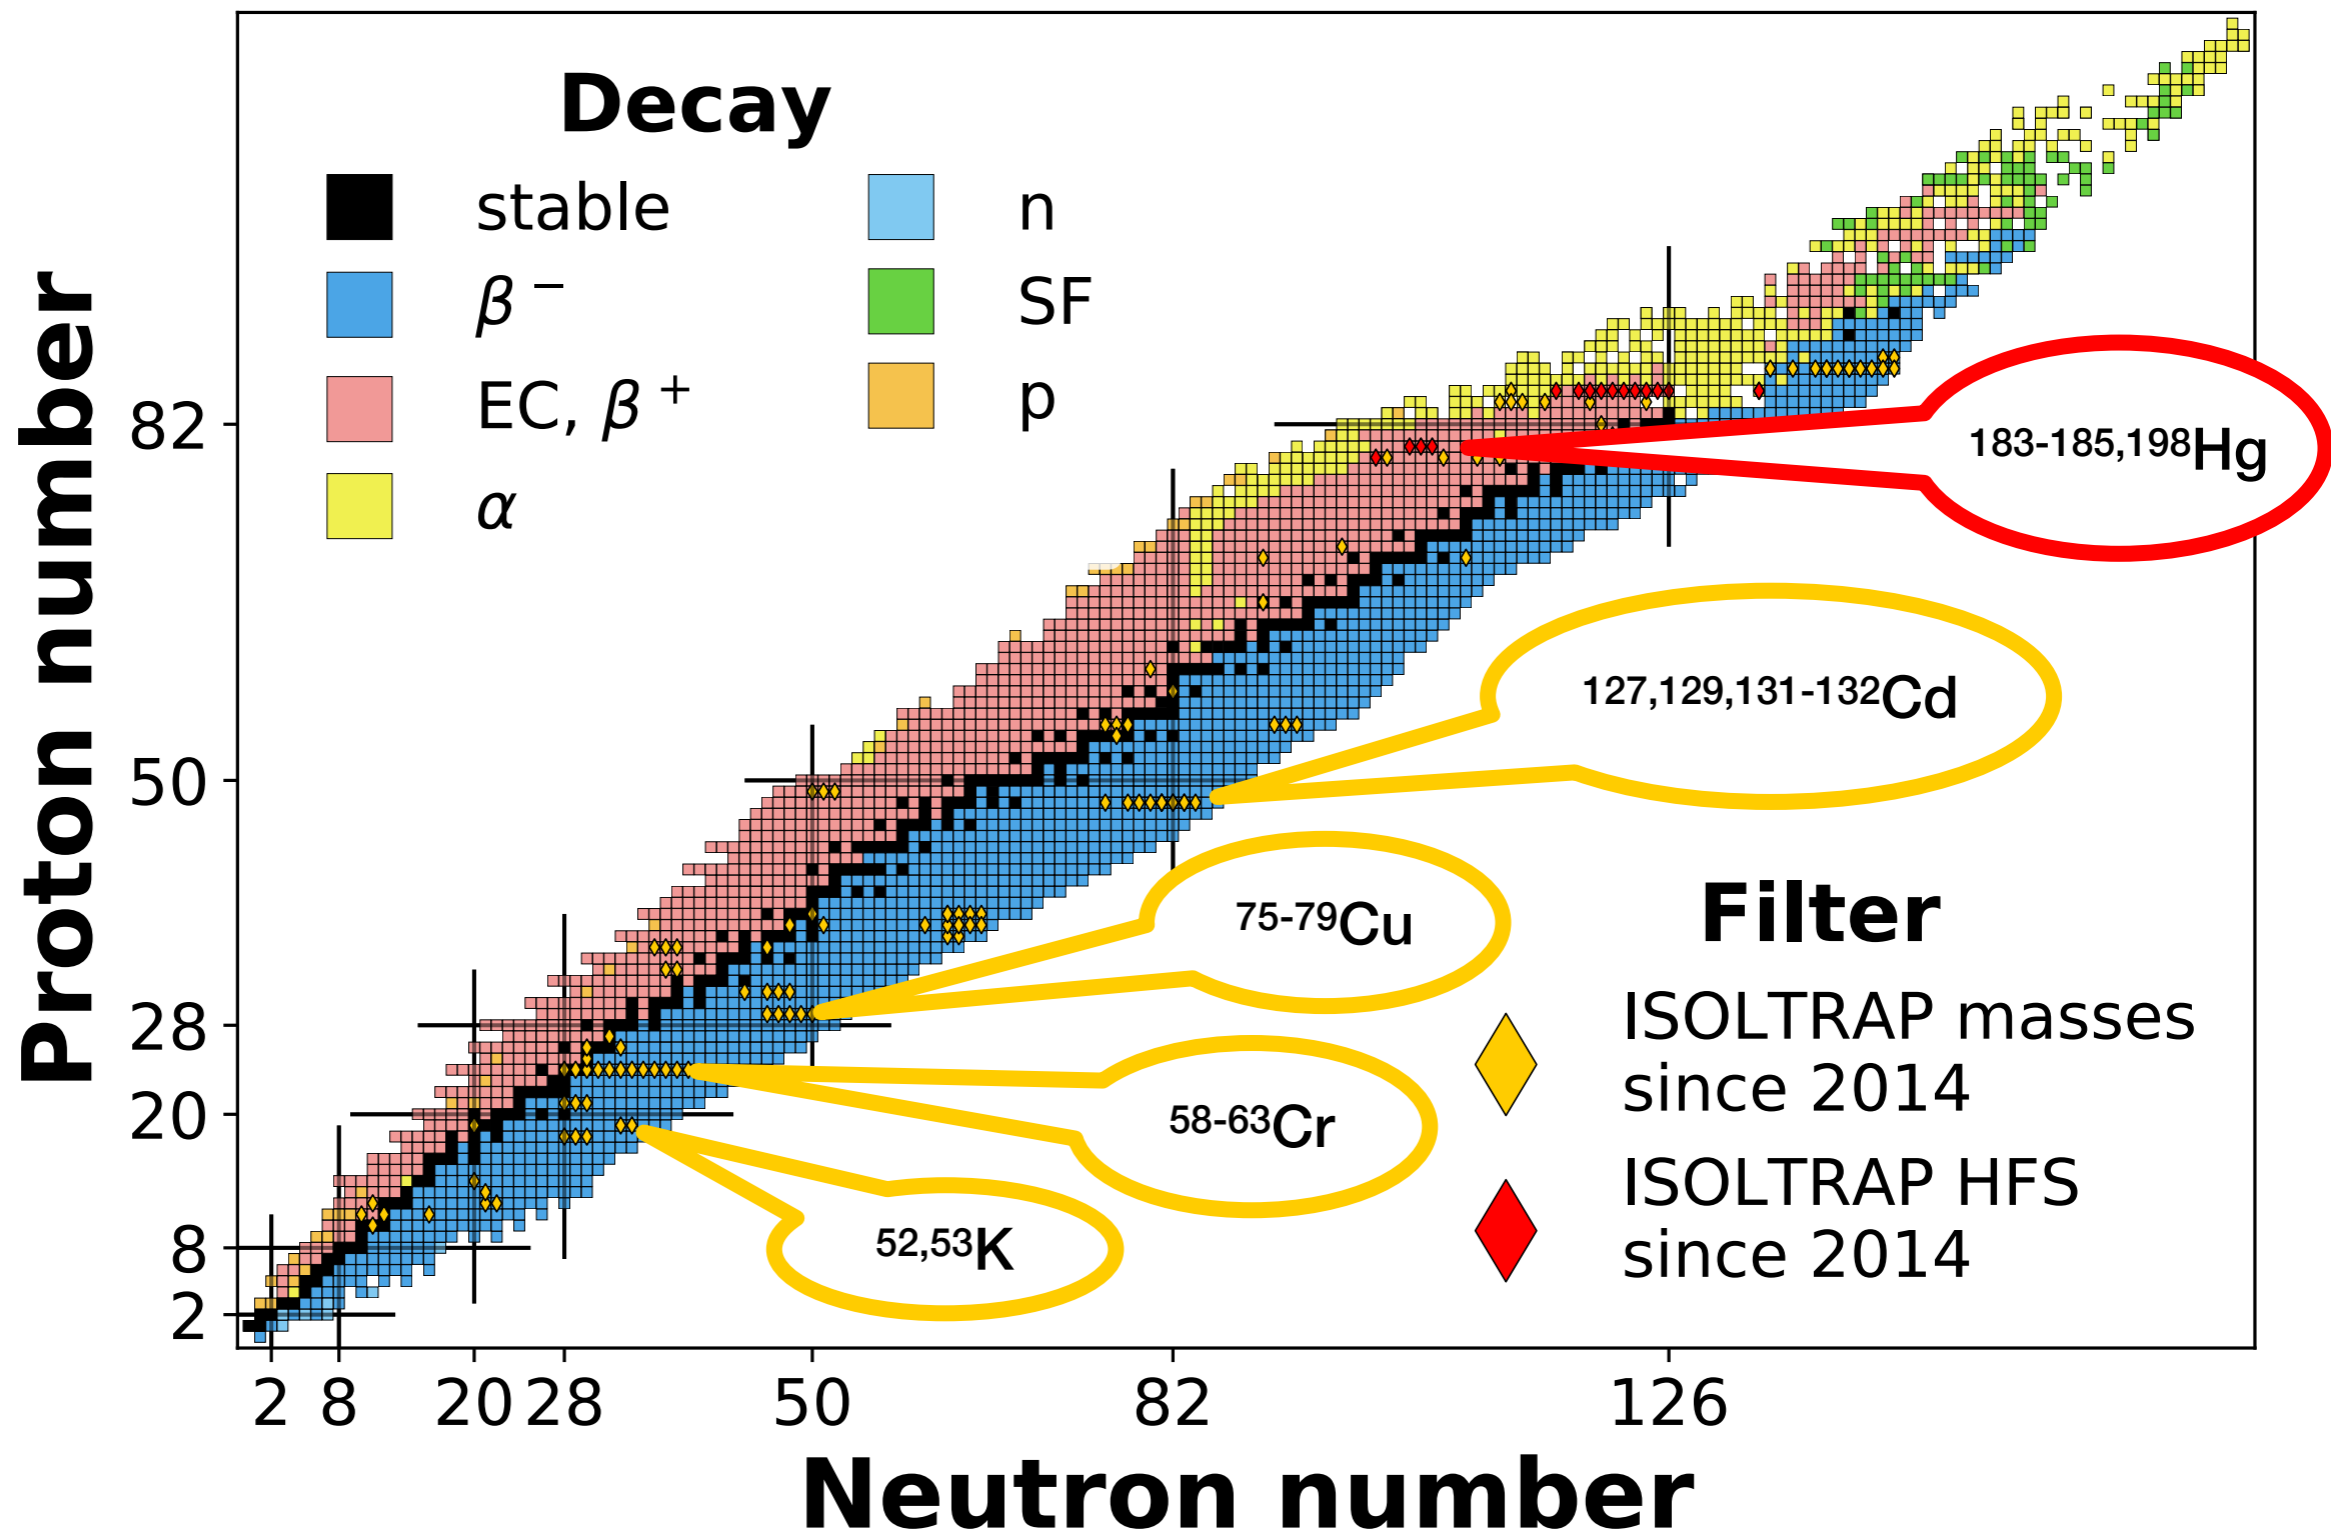 Decay
stable
β −
EC, β +
α
n
SF
p
183-185,198Hg
127,129,131-132Cd
75-79Cu
58-63Cr
52,53K
Filter
ISOLTRAP masses
since 2014
ISOLTRAP HFS
since 2014
Proton number
82
50
28
20
8
2
2 8 20 28 50 82 126
Neutron number